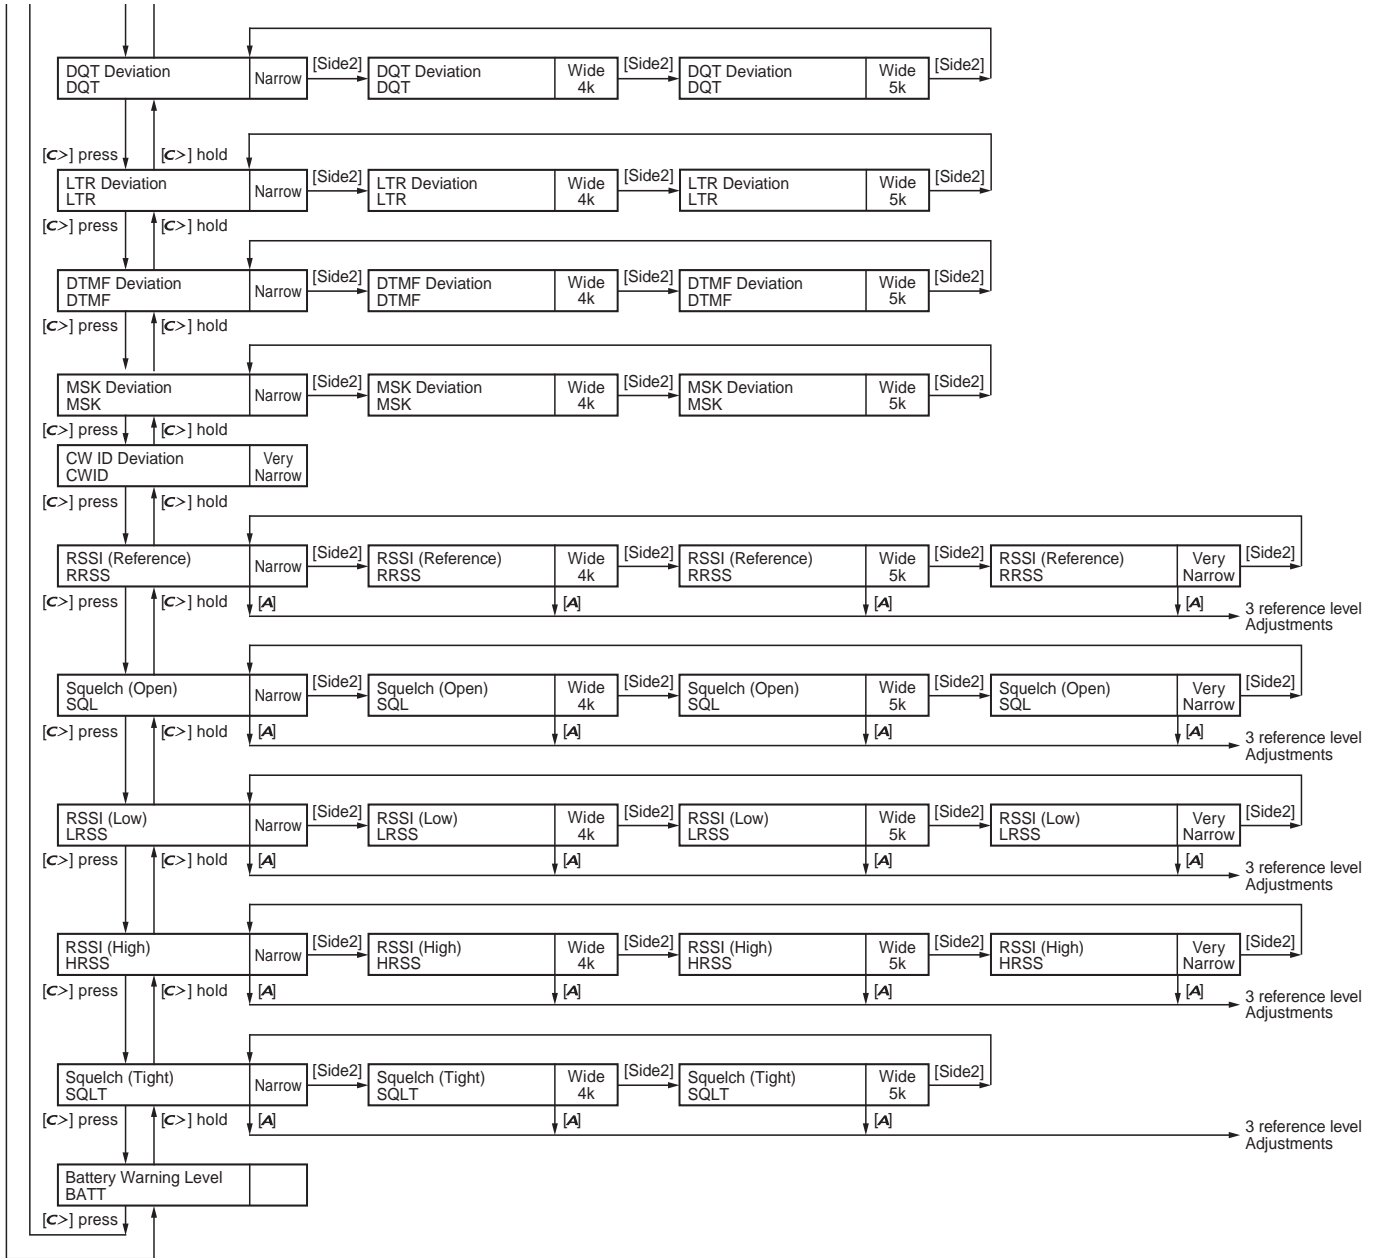 DQT Deviation
DQT
Narrow
[Side2]
DQT Deviation
DQT
Wide
4k
[Side2]
DQT Deviation
DQT
Wide
5k
[Side2]
[C>] press
[C>] hold
LTR Deviation
LTR
Narrow
[Side2]
LTR Deviation
LTR
Wide
4k
[Side2]
LTR Deviation
LTR
Wide
5k
[Side2]
[C>] press
[C>] hold
DTMF Deviation
DTMF
Narrow
[Side2]
DTMF Deviation
DTMF
Wide
4k
[Side2]
DTMF Deviation
DTMF
Wide
5k
[Side2]
[C>] press
[C>] hold
MSK Deviation
MSK
Narrow
[Side2]
MSK Deviation
MSK
Wide
4k
[Side2]
MSK Deviation
MSK
Wide
5k
[Side2]
[C>] press
[C>] hold
CW ID Deviation
CWID
Very
Narrow
[C>] press
[C>] hold
RSSI (Reference)
RRSS
Narrow
[Side2]
RSSI (Reference)
RRSS
Wide
4k
[Side2]
RSSI (Reference)
RRSS
Wide
5k
[Side2]
RSSI (Reference)
RRSS
Very
Narrow
[Side2]
[C>] press
[C>] hold
[A]
[A]
[A]
[A]
3 reference level
Adjustments
Squelch (Open)
SQL
Narrow
[Side2]
Squelch (Open)
SQL
Wide
4k
[Side2]
Squelch (Open)
SQL
Wide
5k
[Side2]
Squelch (Open)
SQL
Very
Narrow
[Side2]
[C>] press
[C>] hold
[A]
[A]
[A]
[A]
3 reference level
Adjustments
RSSI (Low)
LRSS
Narrow
[Side2]
RSSI (Low)
LRSS
Wide
4k
[Side2]
RSSI (Low)
LRSS
Wide
5k
[Side2]
RSSI (Low)
LRSS
Very
Narrow
[Side2]
[C>] press
[C>] hold
[A]
[A]
[A]
[A]
3 reference level
Adjustments
RSSI (High)
HRSS
Narrow
[Side2]
RSSI (High)
HRSS
Wide
4k
[Side2]
RSSI (High)
HRSS
Wide
5k
[Side2]
RSSI (High)
HRSS
Very
Narrow
[Side2]
[C>] press
[C>] hold
[A]
[A]
[A]
[A]
3 reference level
Adjustments
Squelch (Tight)
SQLT
Narrow
[Side2]
Squelch (Tight)
SQLT
Wide
4k
[Side2]
Squelch (Tight)
SQLT
Wide
5k
[Side2]
[C>] press
[C>] hold
[A]
[A]
[A]
3 reference level
Adjustments
Battery Warning Level
BATT
[C>] press